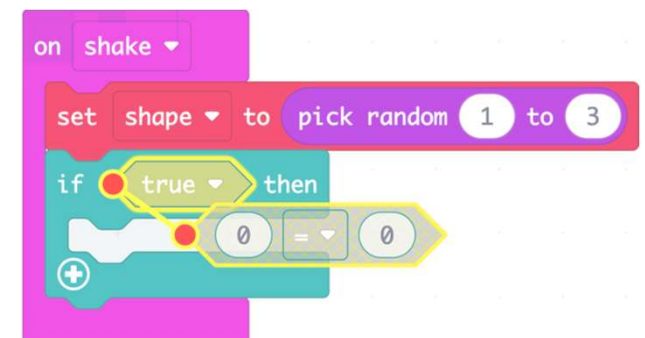 on shake
set shape to pick random 1 to 3
if true then
0 = 0